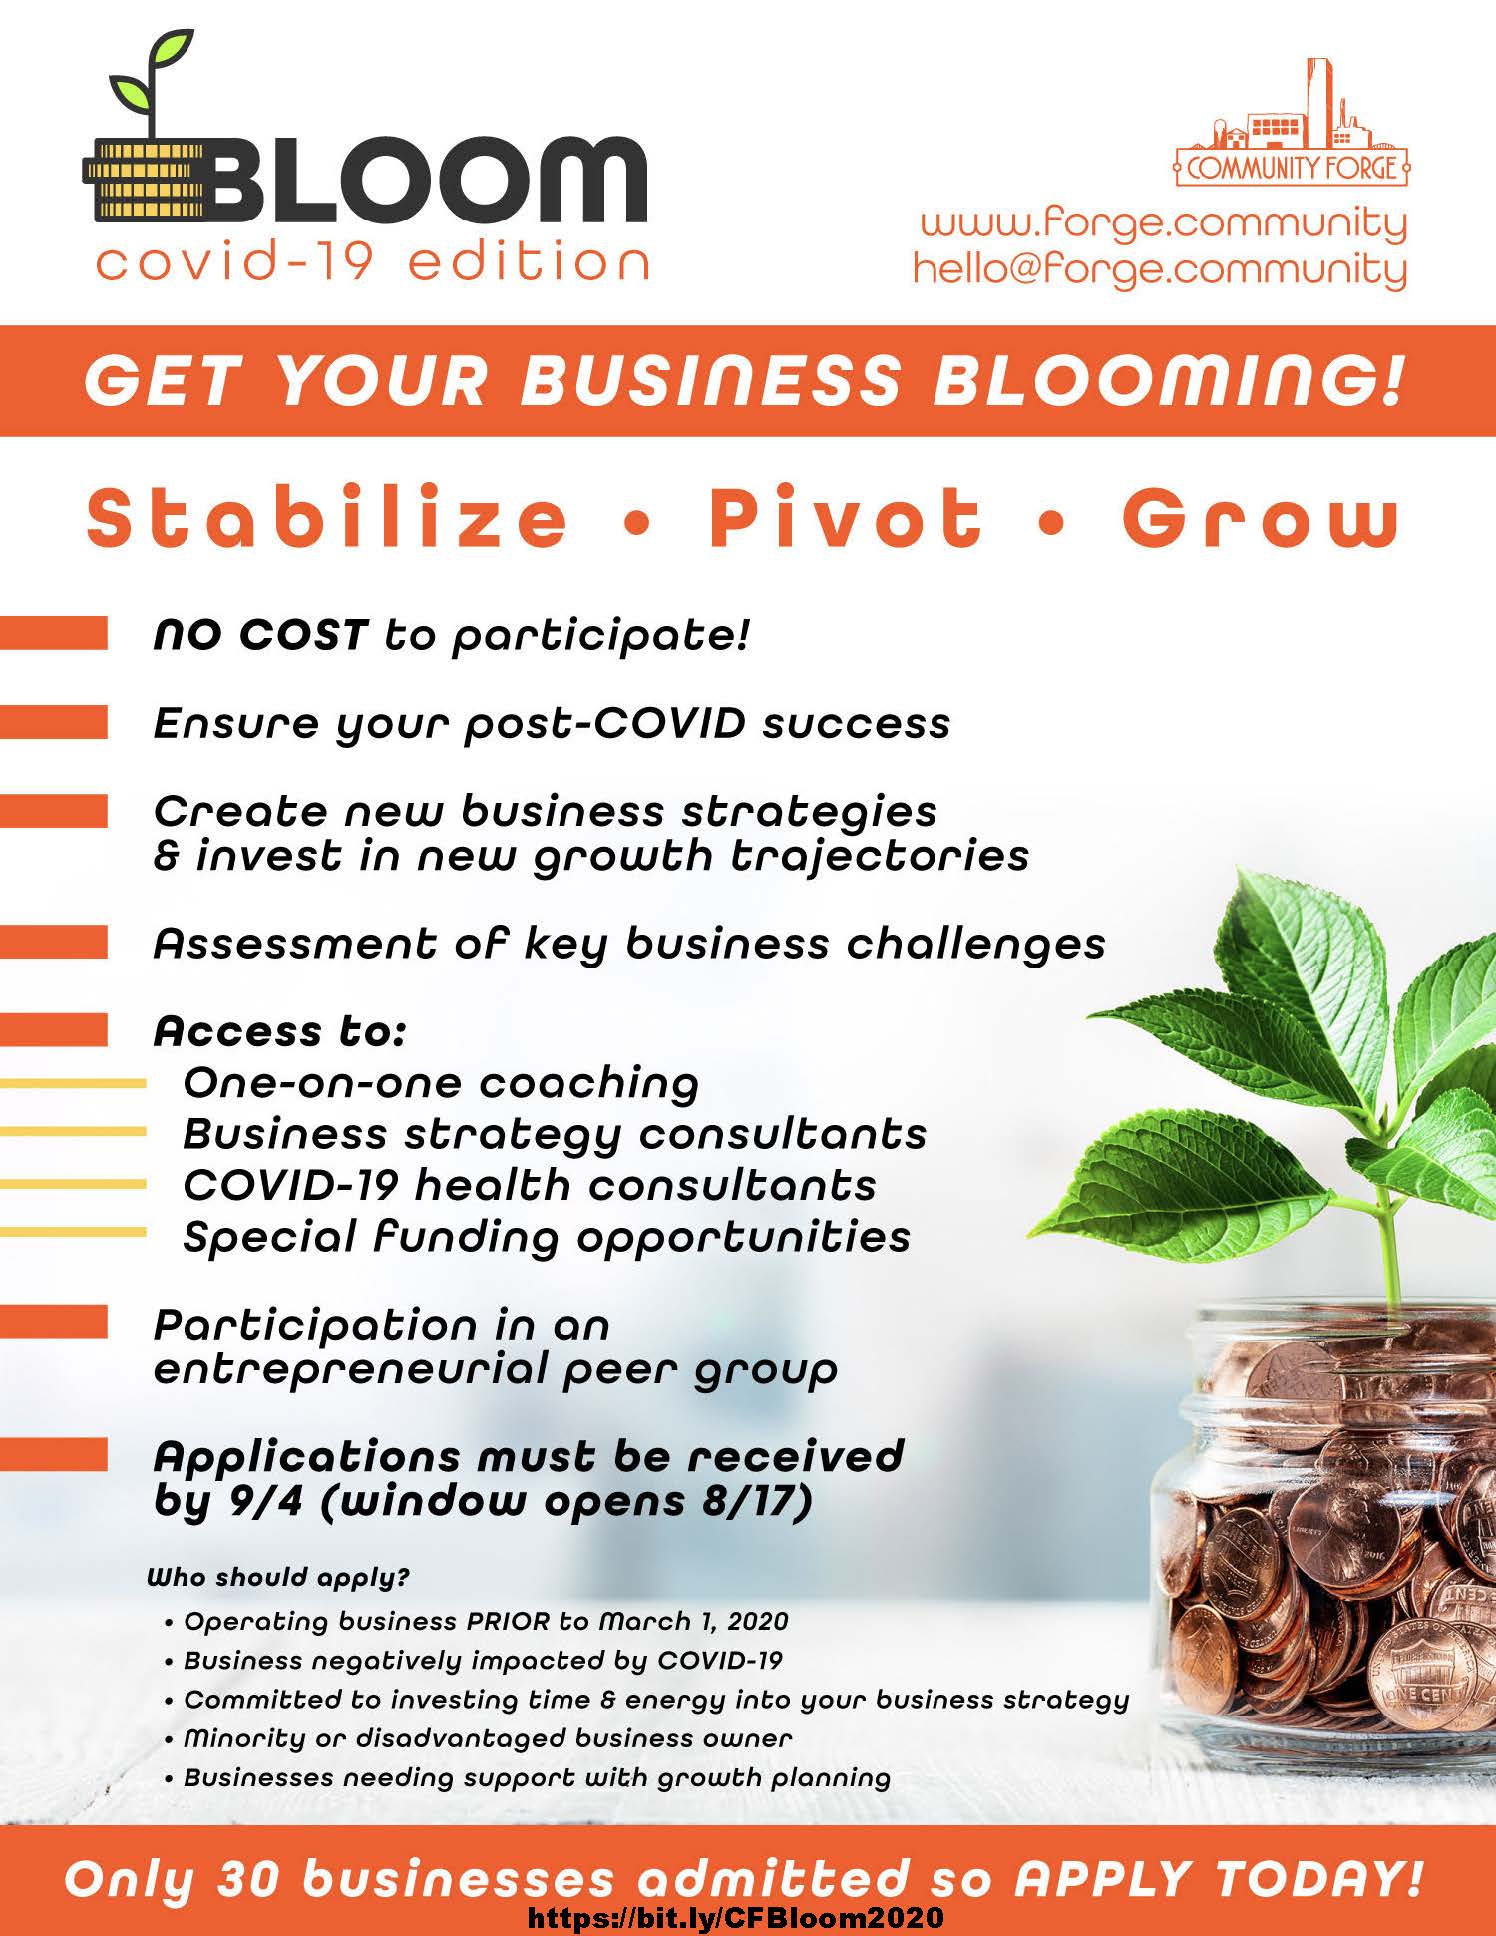 BLOOM
covid-19 edition
COMMUNITY FORGE
www.forge.community
hello@forge.community
GET YOUR BUSINESS BLOOMING!
Stabilize • Pivot • Grow
NO COST to participate!
Ensure your post-COVID success
Create new business strategies
& invest in new growth trajectories
Assessment of key business challenges
Access to:
One-on-one coaching
Business strategy consultants
COVID-19 health consultants
Special funding opportunities
Participation in an
entrepreneurial peer group
Applications must be received
by 9/4 (window opens 8/17)
Who should apply?
• Operating business PRIOR to March 1, 2020
• Business negatively impacted by COVID-19
• Committed to investing time & energy into your business strategy
• Minority or disadvantaged business owner
• Businesses needing support with growth planning
LIBERTY
2016
ONE CENT
Only 30 businesses admitted so APPLY TODAY!
https://bit.ly/CFBloom2020